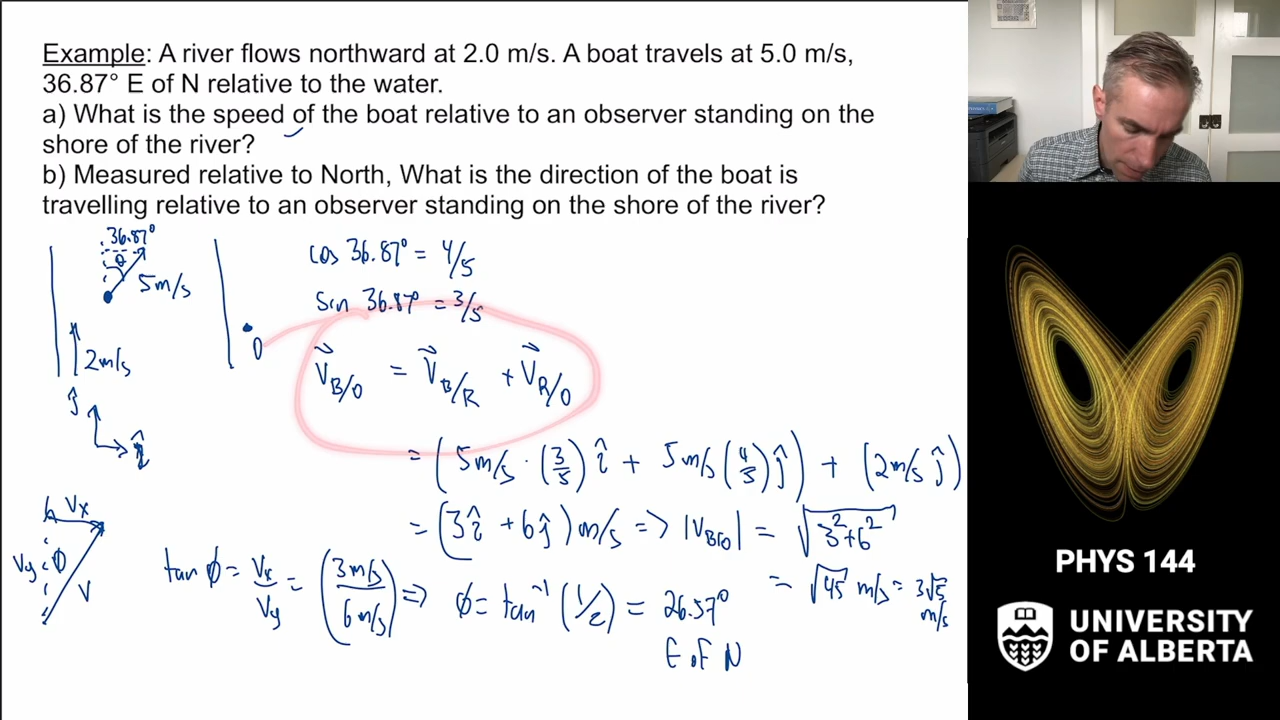 Example: A river flows northward at 2.0 m/s. A boat travels at 5.0 m/s,
36.87° E of N relative to the water.
a) What is the speed of the boat relative to an observer standing on the
shore of the river?
b) Measured relative to North, What is the direction of the boat is
travelling relative to an observer standing on the shore of the river?
36.87°
θ
5m/s
2m/s
ĵ
î
O
cos 36.87° = 4/5
sin 36.87° = 3/5
V⃗B/O = V⃗B/R + V⃗R/O
= (5m/s · (3/5) î + 5m/s (4/5) ĵ) + (2m/s ĵ)
= (3î + 6ĵ) m/s => |VB/O| = √(3² + 6²)
= √45 m/s = 3√5 m/s
Vx
Vy
ϕ
V
tan ϕ = Vx/Vy = (3m/s / 6m/s) => ϕ = tan⁻¹ (1/2) = 26.57°
E of N
PHYS 144
UNIVERSITY
OF ALBERTA